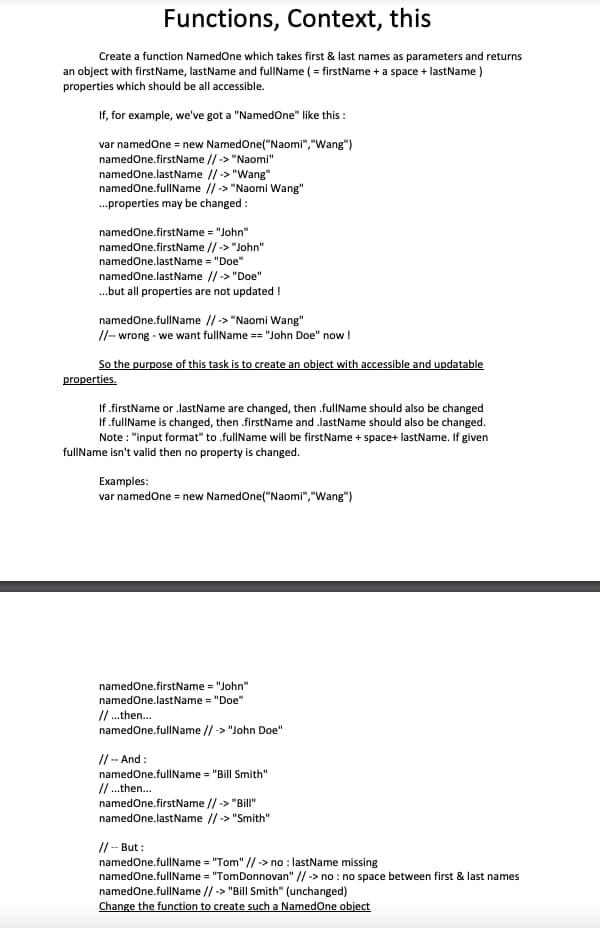 Functions, Context, this
Create a function NamedOne which takes first & last names as parameters and returns
an object with firstName, lastName and fullName ( = firstName + a space + lastName )
properties which should be all accessible.
If, for example, we've got a "NamedOne" like this :
var namedOne = new NamedOne("Naomi","Wang")
namedOne.firstName // -> "Naomi"
namedOne.lastName // -> "Wang"
namedOne.fullName // -> "Naomi Wang"
...properties may be changed :
namedOne.firstName = "John"
namedOne.firstName // -> "John"
namedOne.lastName = "Doe"
namedOne.lastName // -> "Doe"
...but all properties are not updated !
namedOne.fullName // -> "Naomi Wang"
//-- wrong - we want fullName == "John Doe" now !
So the purpose of this task is to create an object with accessible and updatable
properties.
If .firstName or .lastName are changed, then .fullName should also be changed
If .fullName is changed, then .firstName and .lastName should also be changed.
Note : "input format" to .fullName will be firstName + space+ lastName. If given
fullName isn't valid then no property is changed.
Examples:
var namedOne = new NamedOne("Naomi","Wang")
namedOne.firstName = "John"
namedOne.lastName = "Doe"
// ...then...
namedOne.fullName // -> "John Doe"
// -- And :
namedOne.fullName = "Bill Smith"
// ...then...
namedOne.firstName // -> "Bill"
namedOne.lastName // -> "Smith"
// -- But :
namedOne.fullName = "Tom" // -> no : lastName missing
namedOne.fullName = "TomDonnovan" // -> no : no space between first & last names
namedOne.fullName // -> "Bill Smith" (unchanged)
Change the function to create such a NamedOne object